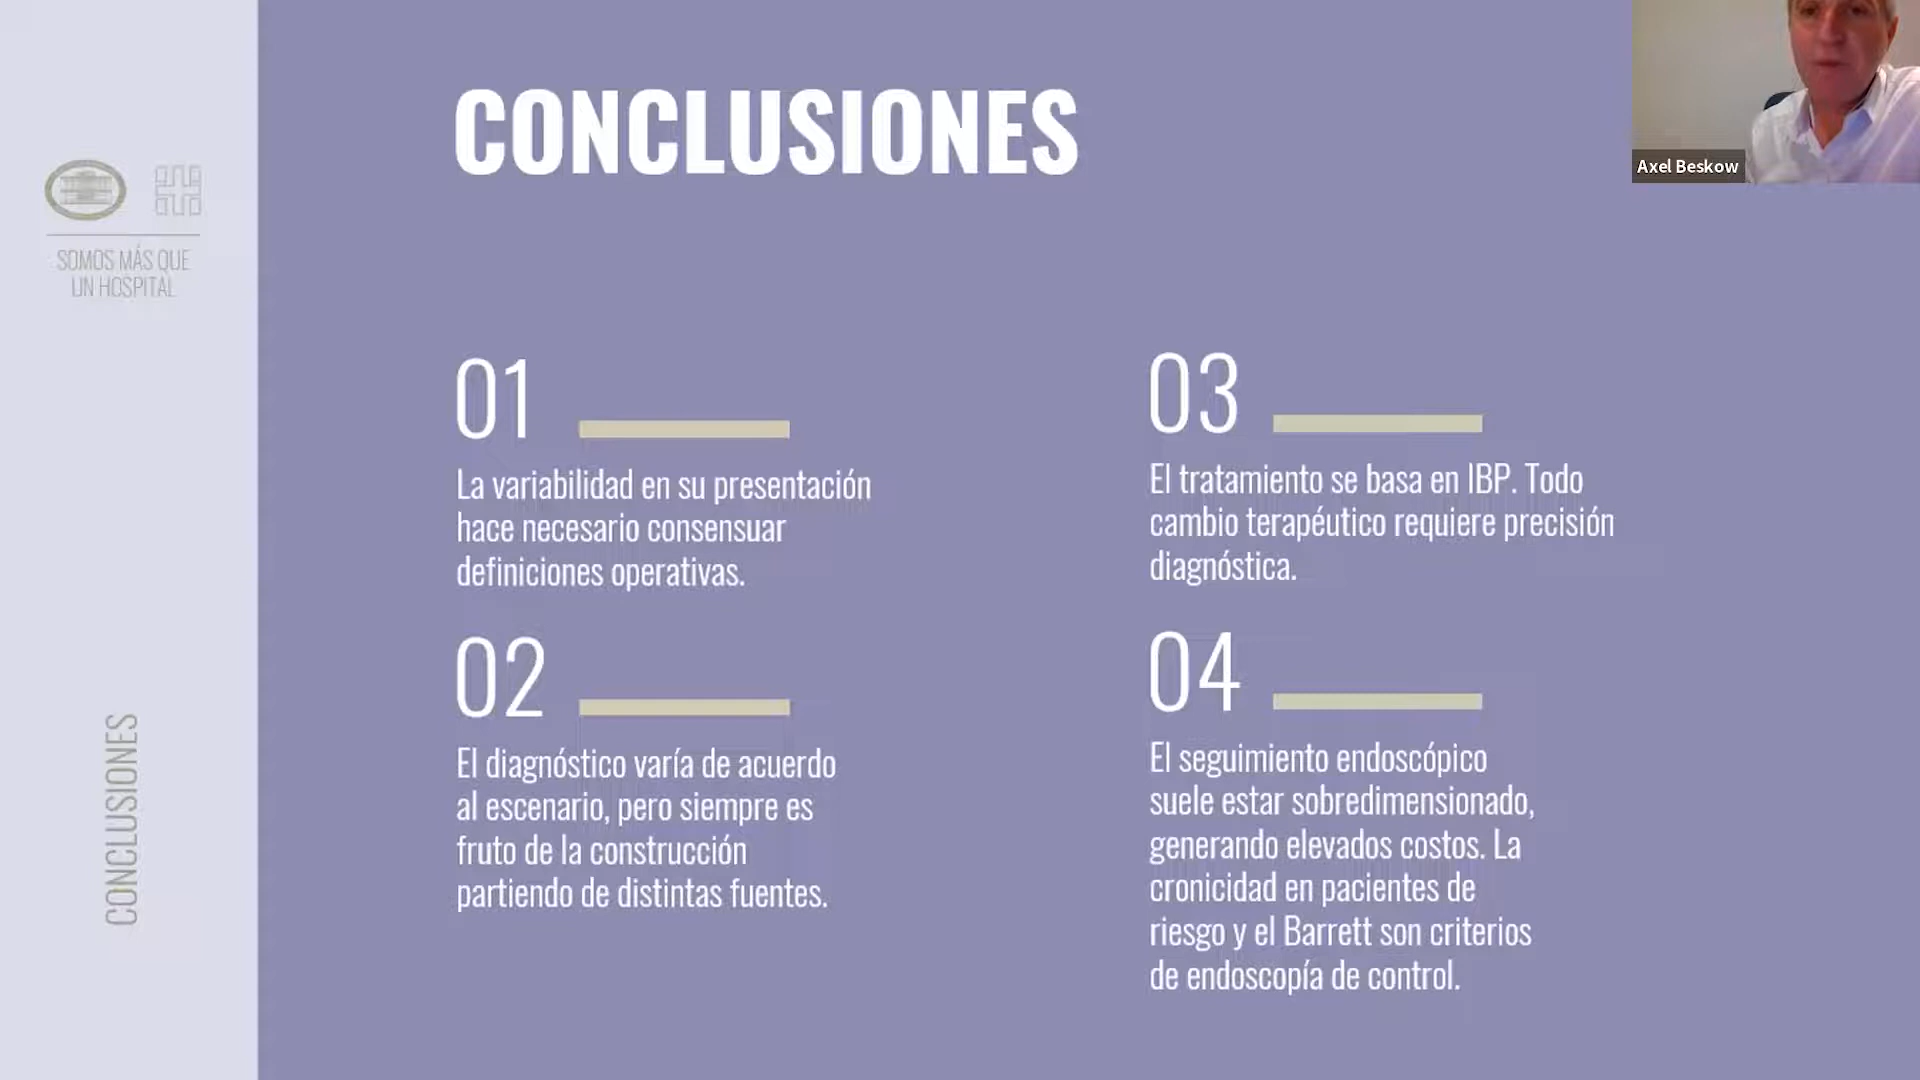 CONCLUSIONES
Axel Beskow
SOMOS MÁS QUE
UN HOSPITAL
CONCLUSIONES
01
La variabilidad en su presentación
hace necesario consensuar
definiciones operativas.
02
El diagnóstico varía de acuerdo
al escenario, pero siempre es
fruto de la construcción
partiendo de distintas fuentes.
03
El tratamiento se basa en IBP. Todo
cambio terapéutico requiere precisión
diagnóstica.
04
El seguimiento endoscópico
suele estar sobredimensionado,
generando elevados costos. La
cronicidad en pacientes de
riesgo y el Barrett son criterios
de endoscopía de control.